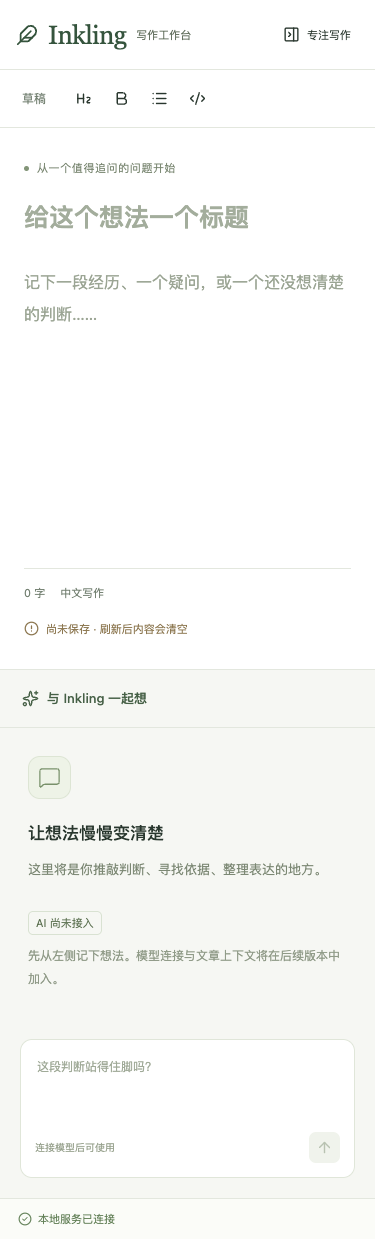 Inkling 写作工作台 专注写作
草稿 H₂ B
从一个值得追问的问题开始
给这个想法一个标题
记下一段经历、一个疑问，或一个还没想清楚
的判断……
0 字 中文写作
尚未保存 · 刷新后内容会清空
与 Inkling 一起想
让想法慢慢变清楚
这里将是你推敲判断、寻找依据、整理表达的地方。
AI 尚未接入
先从左侧记下想法。模型连接与文章上下文将在后续版本中
加入。
这段判断站得住脚吗?
连接模型后可使用
本地服务已连接